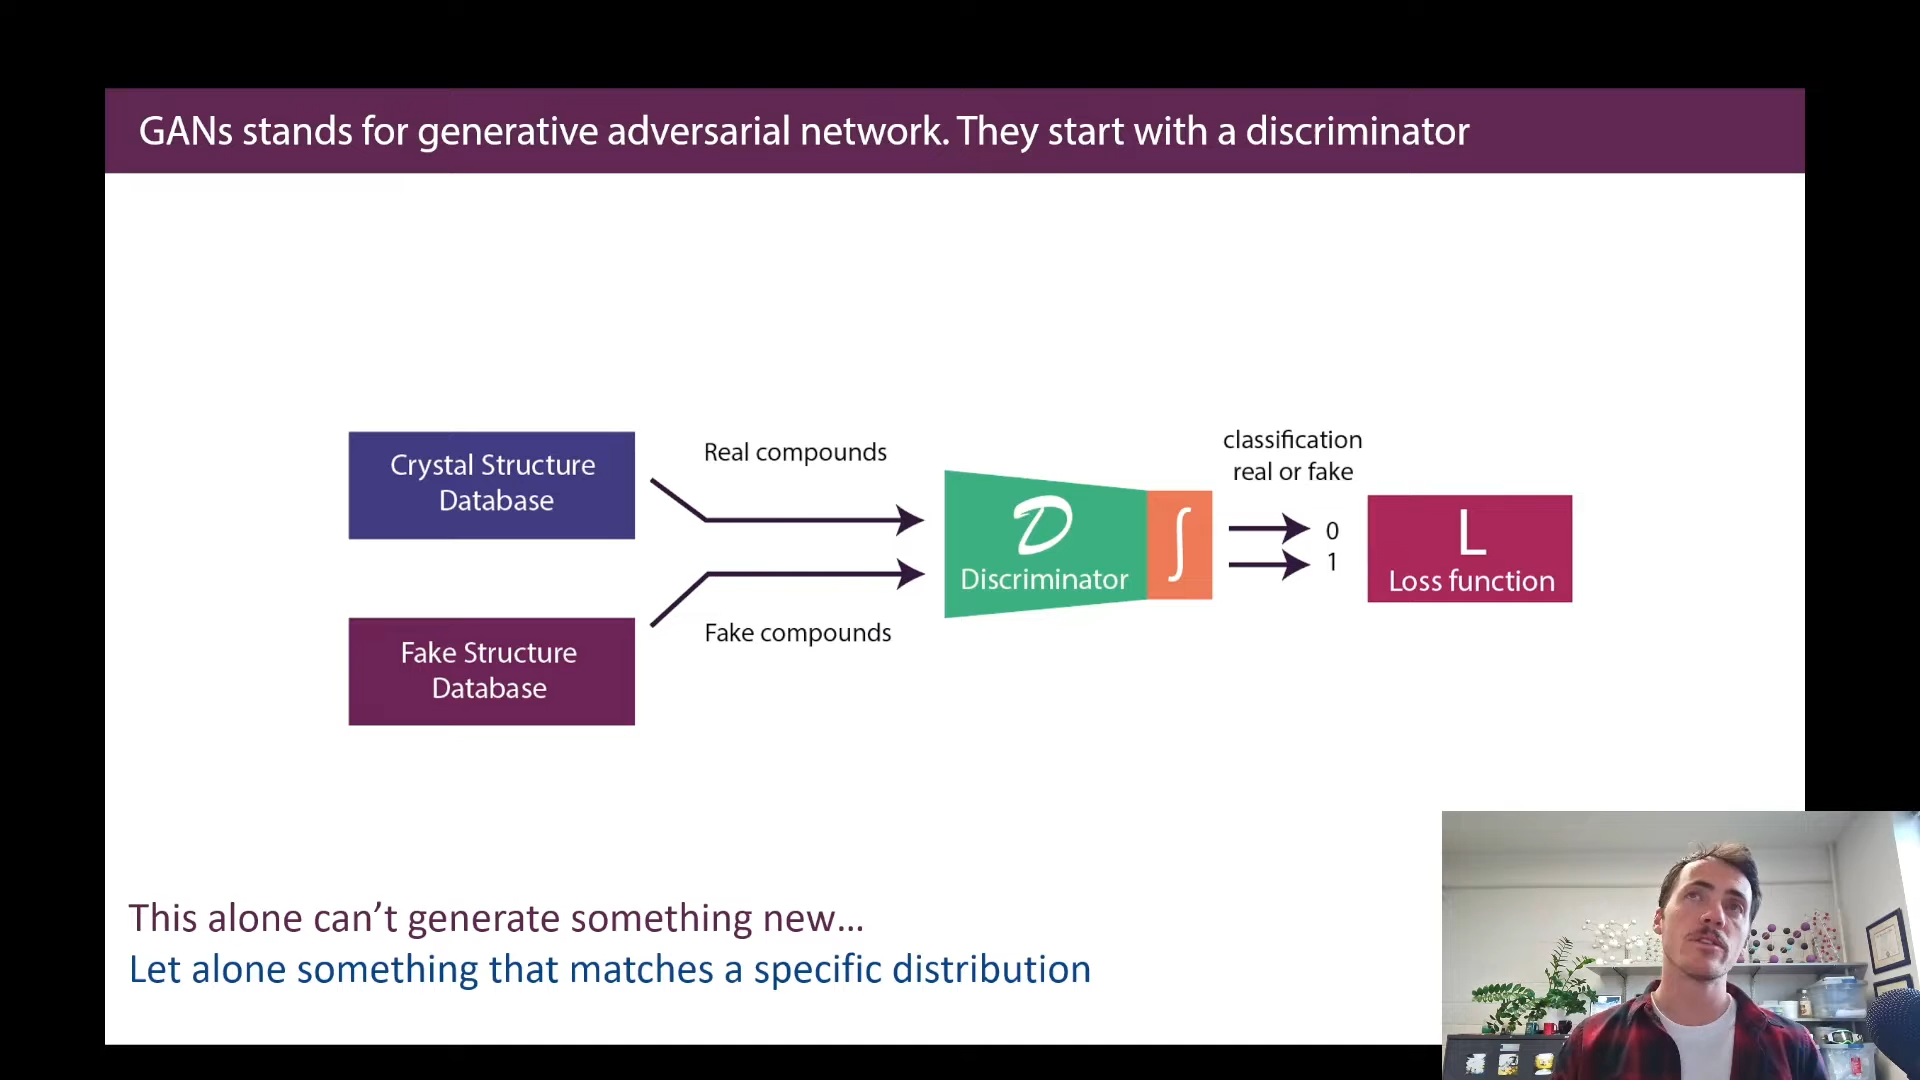 GANs stands for generative adversarial network. They start with a discriminator
Crystal Structure
Database
Real compounds
Fake Structure
Database
Fake compounds
D
Discriminator
∫
classification
real or fake
0
1
L
Loss function
This alone can’t generate something new…
Let alone something that matches a specific distribution